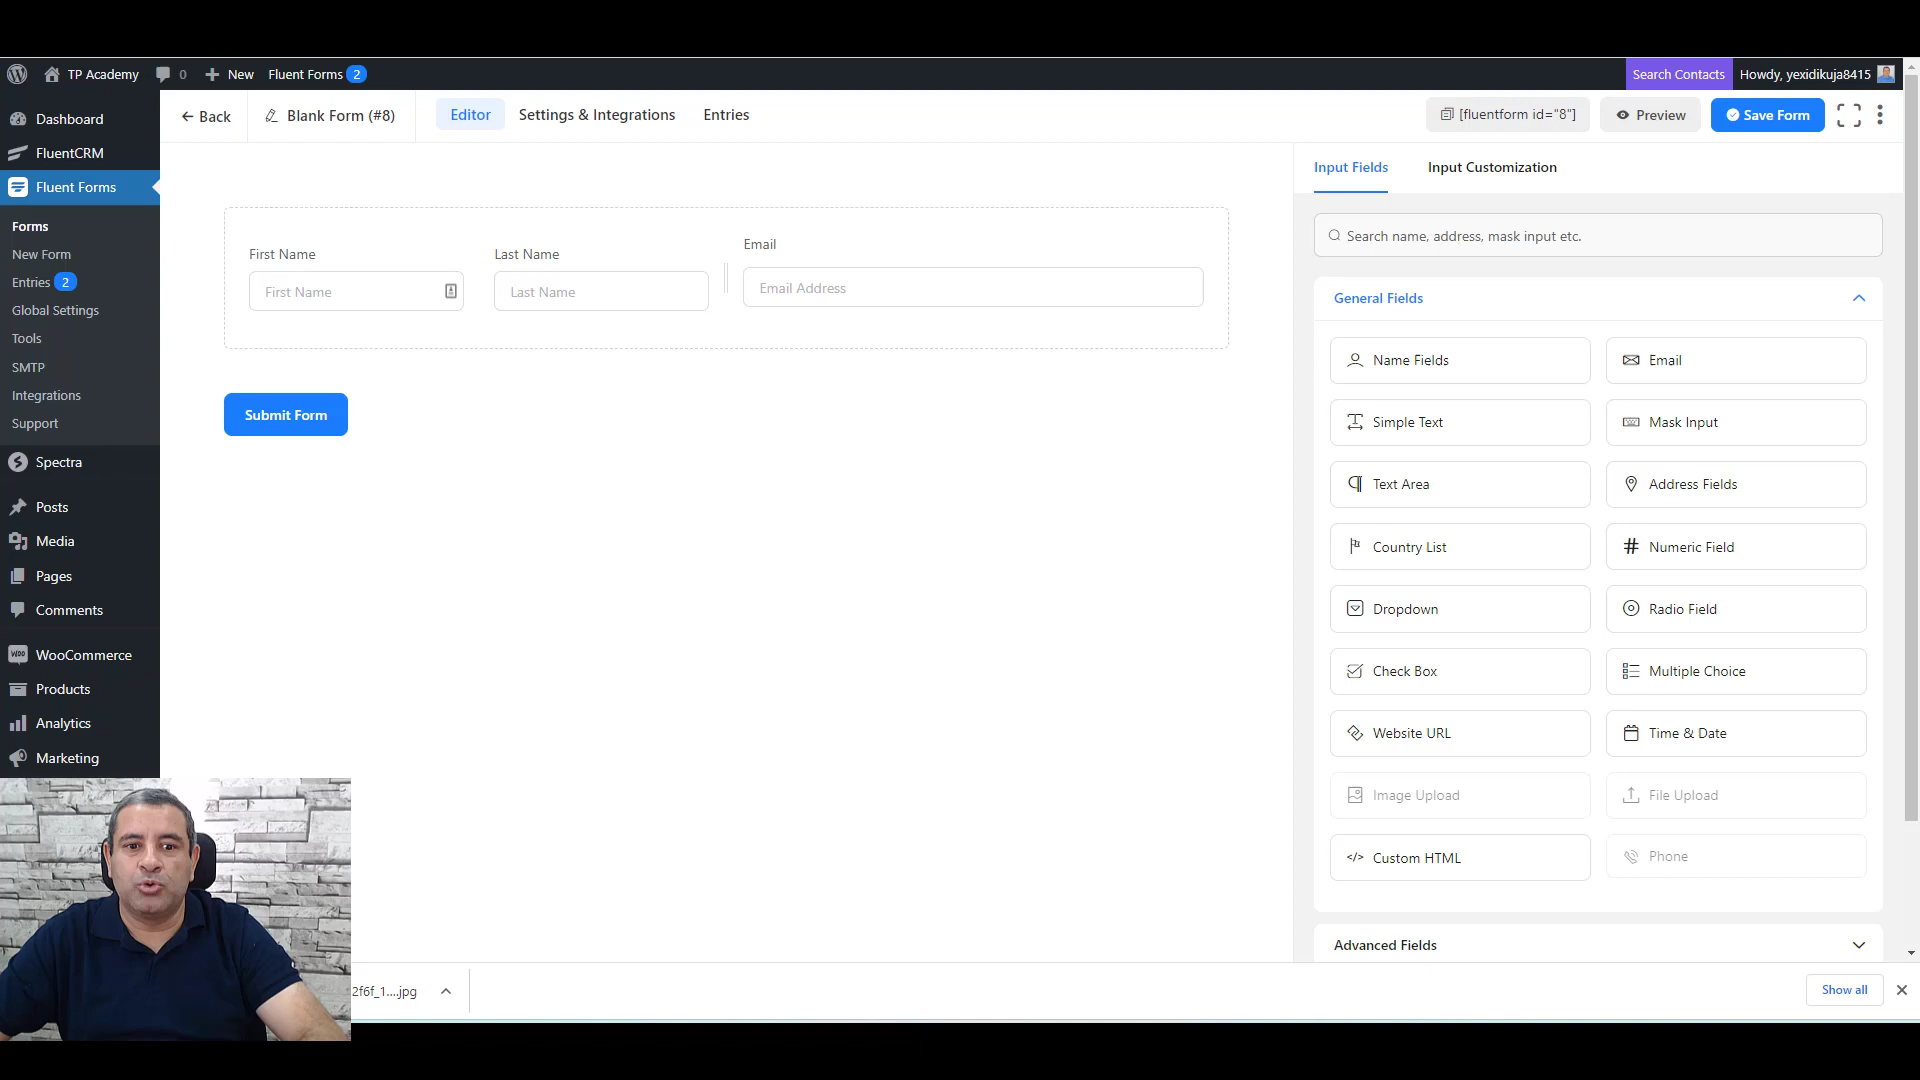 TP Academy
0
New
Fluent Forms 2
Search Contacts
Howdy, yexidikuja8415
Dashboard
FluentCRM
Fluent Forms
Forms
New Form
Entries 2
Global Settings
Tools
SMTP
Integrations
Support
Spectra
Posts
Media
Pages
Comments
WooCommerce
Products
Analytics
Marketing
Back
Blank Form (#8)
Editor
Settings & Integrations
Entries
[fluentform id="8"]
Preview
Save Form
First Name
Last Name
Email
First Name
Last Name
Email Address
Submit Form
Input Fields
Input Customization
Search name, address, mask input etc.
General Fields
Name Fields
Email
Simple Text
Mask Input
Text Area
Address Fields
Country List
Numeric Field
Dropdown
Radio Field
Check Box
Multiple Choice
Website URL
Time & Date
Image Upload
File Upload
Custom HTML
Phone
Advanced Fields
2f6f_1....jpg
Show all